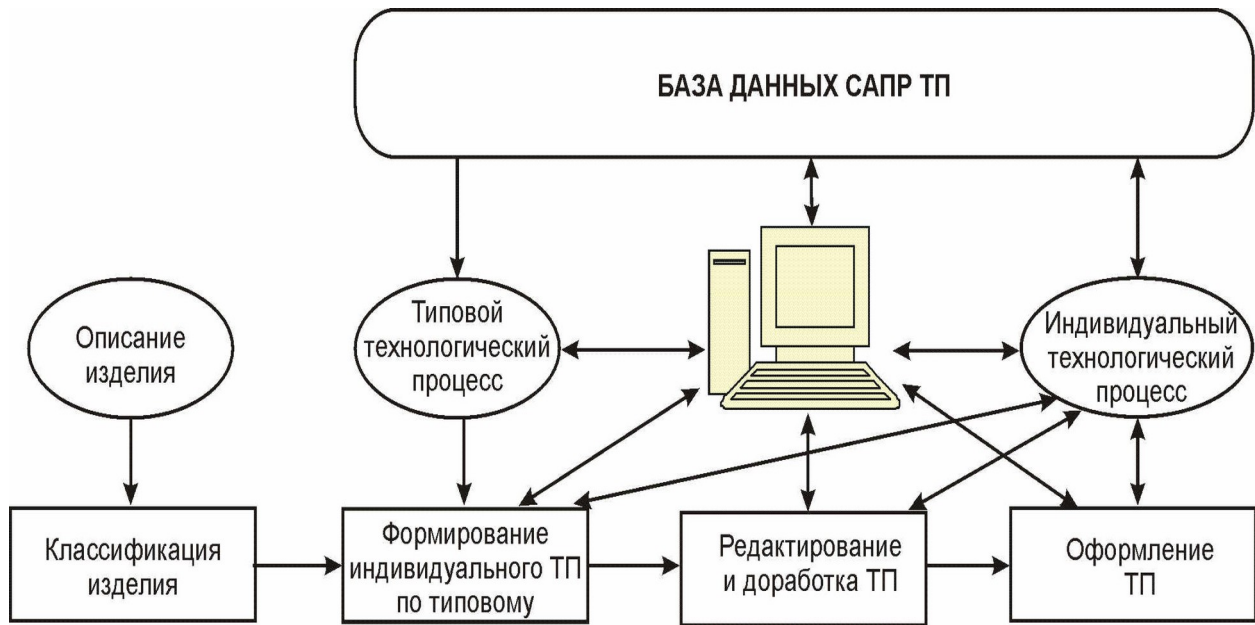 БАЗА ДАННЫХ САПР ТП
Описание
изделия
Типовой
технологический
процесс
Индивидуальный
технологический
процесс
Классификация
изделия
Формирование
индивидуального ТП
по типовому
Редактирование
и доработка ТП
Оформление
ТП